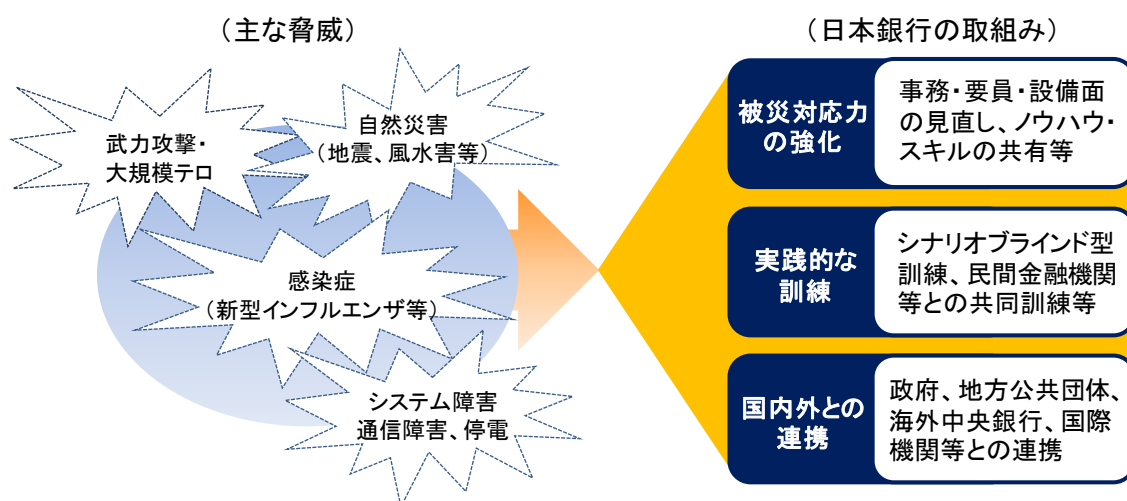 （主な脅威）
武力攻撃・
大規模テロ
自然災害
（地震、風水害等）
感染症
（新型インフルエンザ等）
システム障害
通信障害、停電
（日本銀行の取組み）
被災対応力
の強化
事務・要員・設備面
の見直し、ノウハウ・
スキルの共有等
実践的な
訓練
シナリオブラインド型
訓練、民間金融機関
等との共同訓練等
国内外との
連携
政府、地方公共団体、
海外中央銀行、国際
機関等との連携